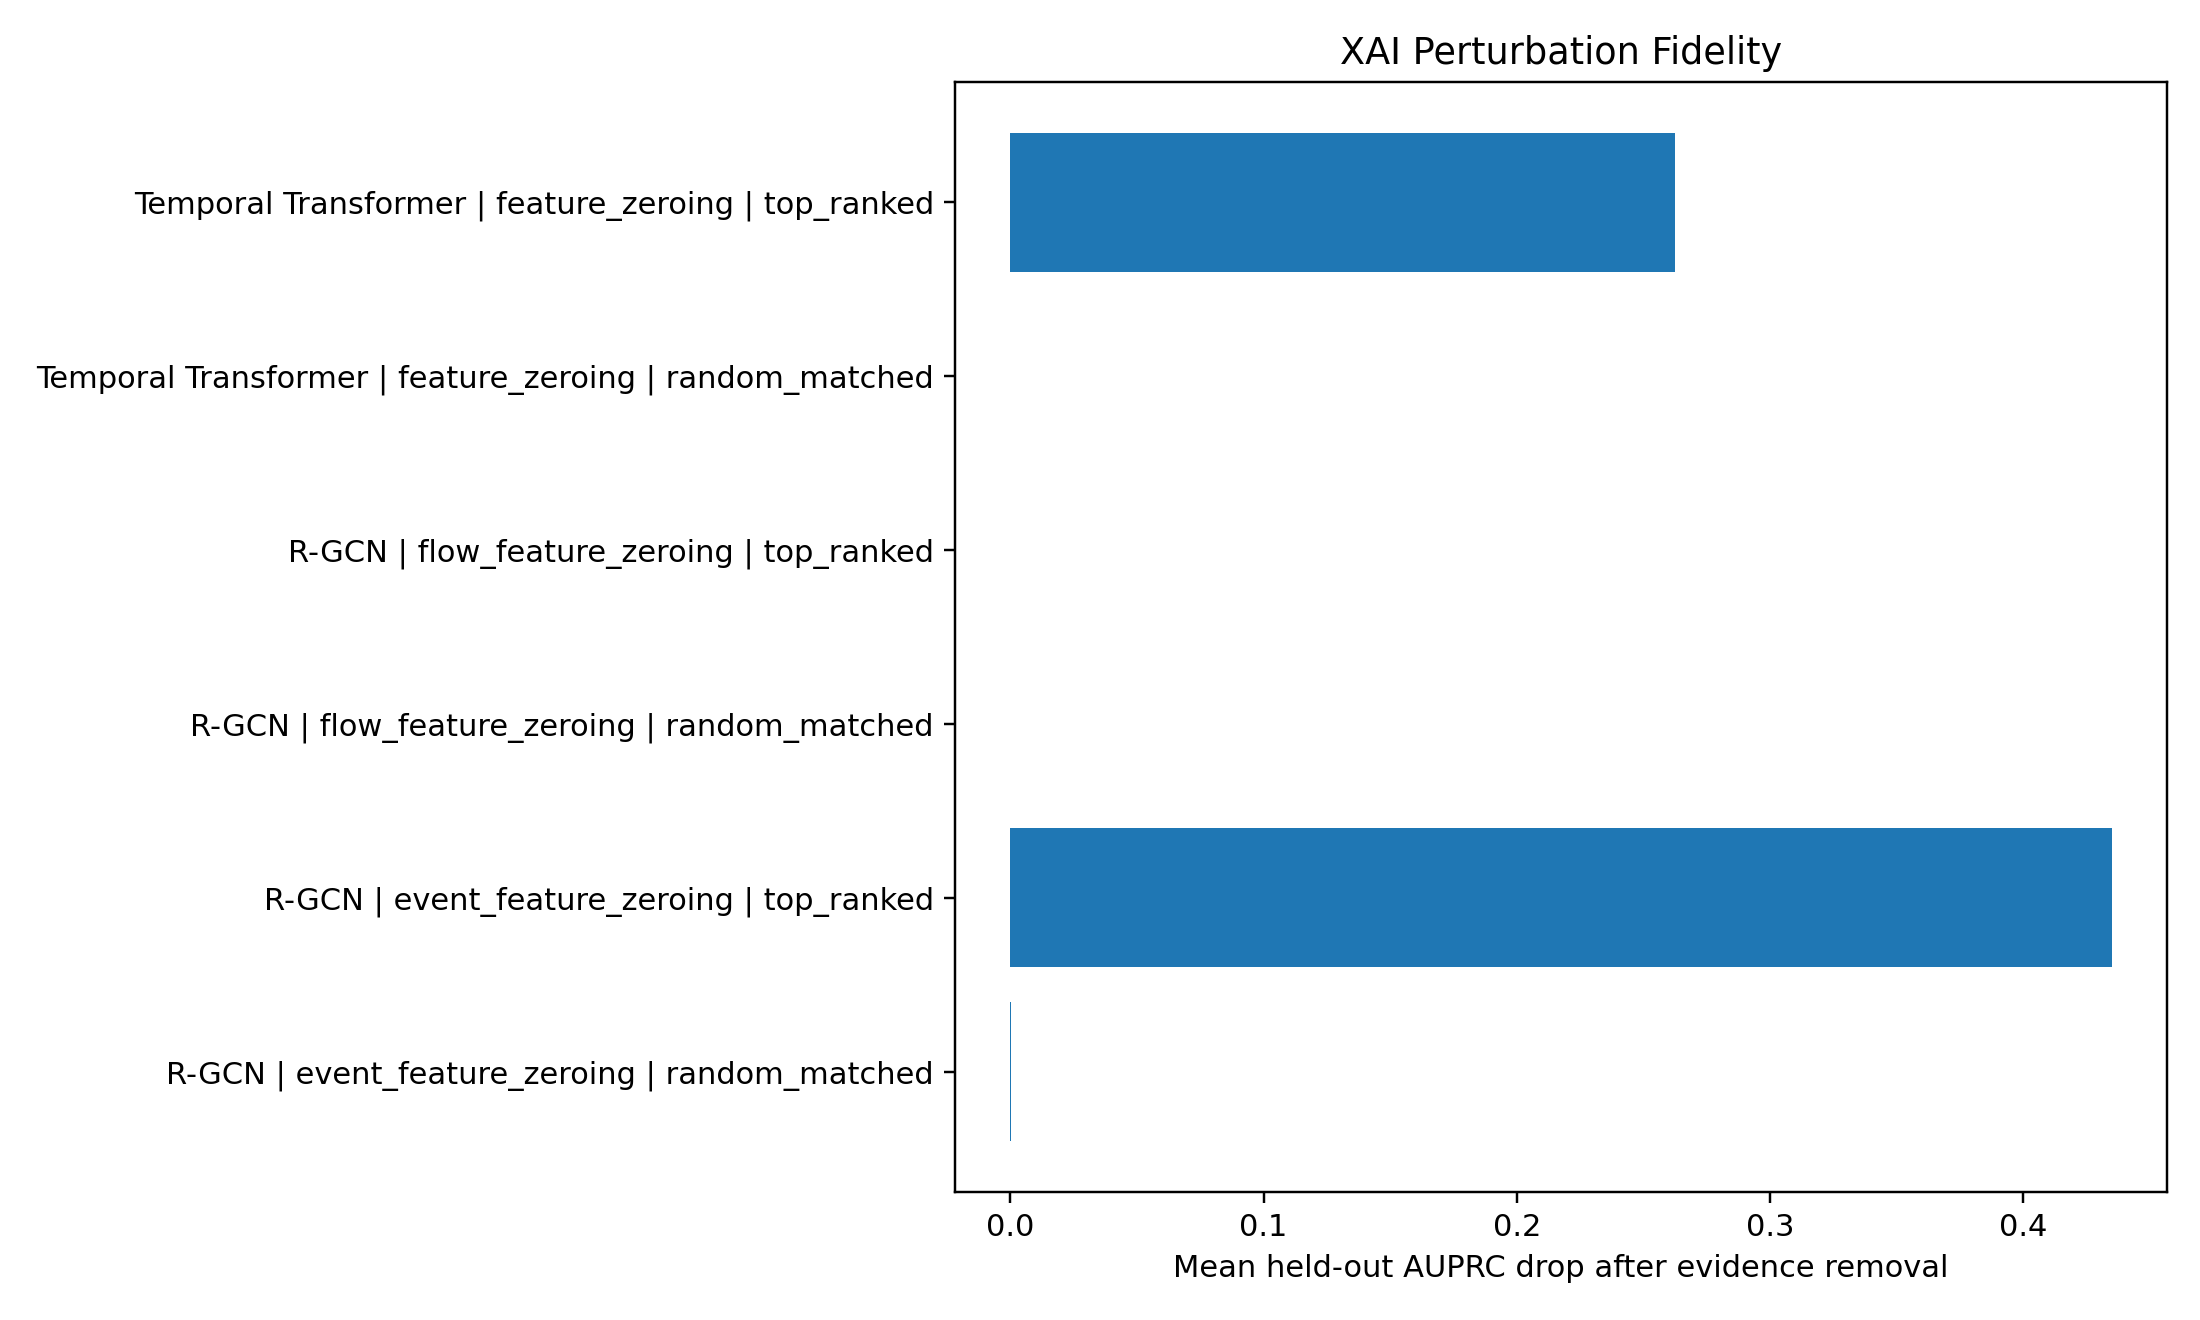 XAI Perturbation Fidelity
Temporal Transformer | feature_zeroing | top_ranked
Temporal Transformer | feature_zeroing | random_matched
R-GCN | flow_feature_zeroing | top_ranked
R-GCN | flow_feature_zeroing | random_matched
R-GCN | event_feature_zeroing | top_ranked
R-GCN | event_feature_zeroing | random_matched
0.0 0.1 0.2 0.3 0.4
Mean held-out AUPRC drop after evidence removal